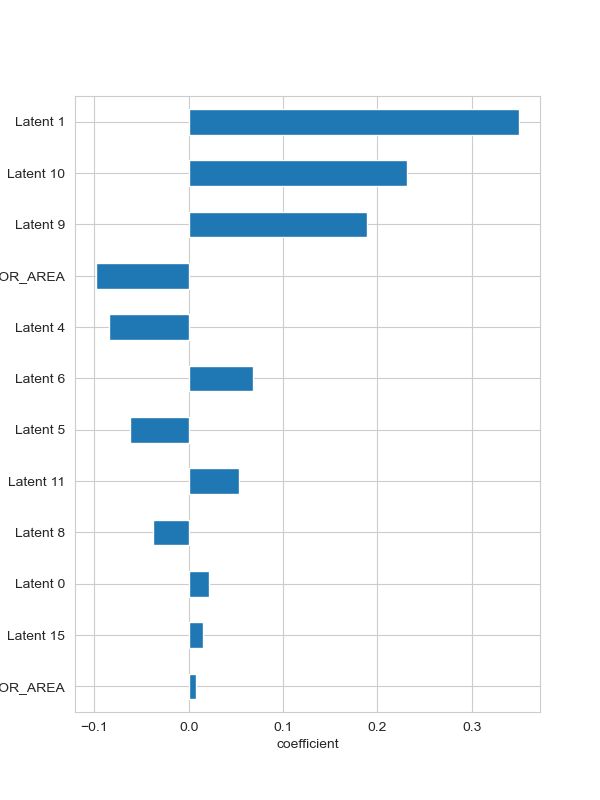 Latent 1
Latent 10
Latent 9
OR_AREA
Latent 4
Latent 6
Latent 5
Latent 11
Latent 8
Latent 0
Latent 15
OR_AREA
−0.1 0.0 0.1 0.2 0.3
coefficient